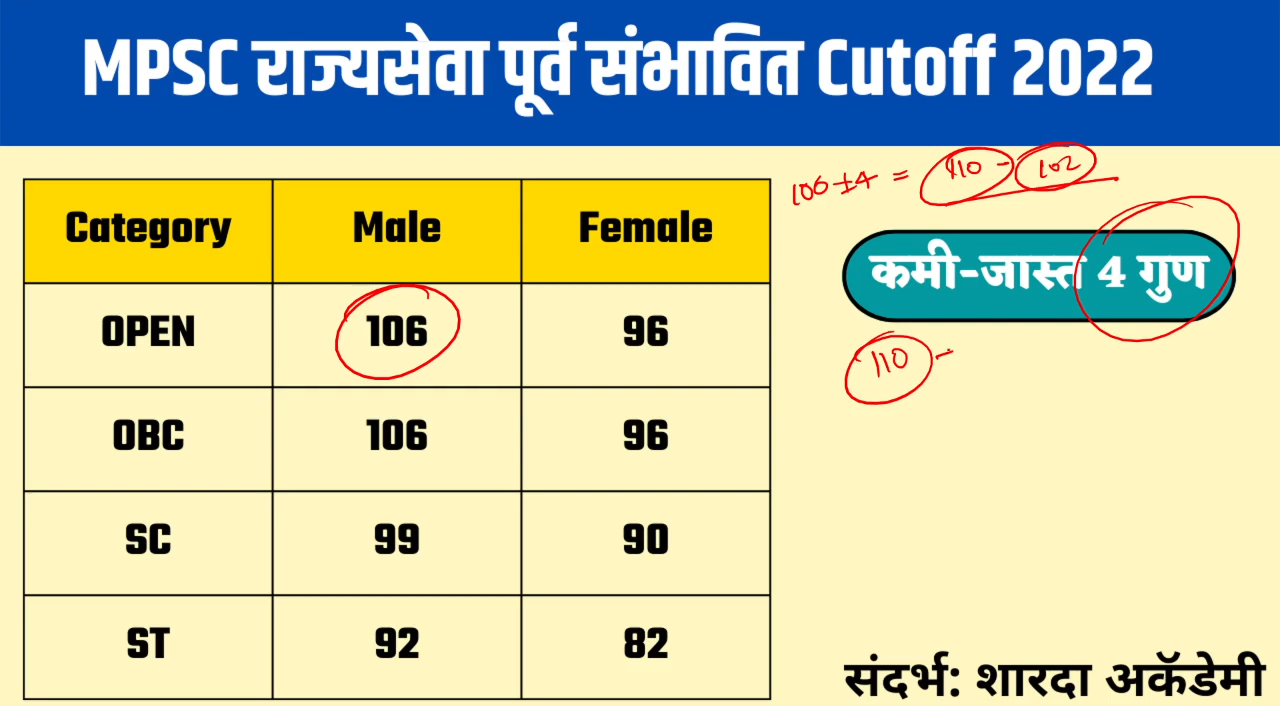 MPSC राज्यसेवा पूर्व संभावित Cutoff 2022
106 ±4 = 110 - 102
Category Male Female
कमी-जास्त 4 गुण
OPEN 106 96
110 -
OBC 106 96
SC 99 90
ST 92 82
संदर्भ: शारदा अकॅडेमी